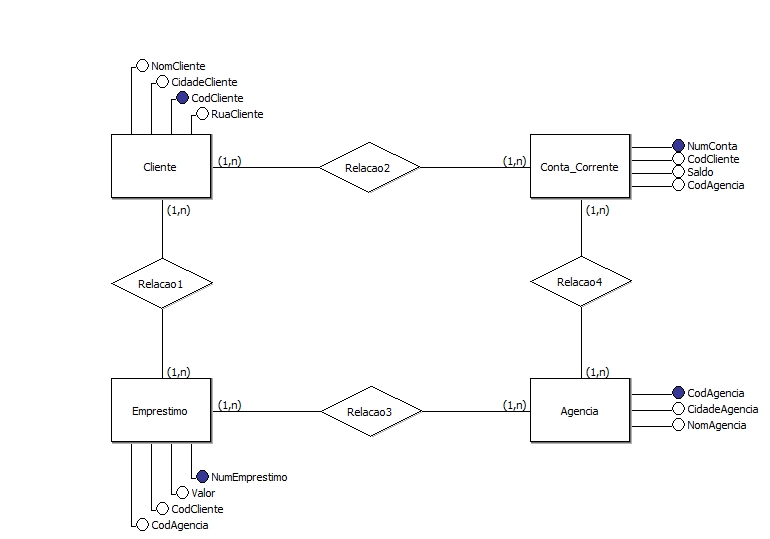 NomCliente
CidadeCliente
CodCliente
RuaCliente
Cliente
(1,n)
Relacao2
(1,n)
Conta_Corrente
NumConta
CodCliente
Saldo
CodAgencia
(1,n)
(1,n)
Relacao1
Relacao4
(1,n)
(1,n)
Emprestimo
(1,n)
Relacao3
(1,n)
Agencia
CodAgencia
CidadeAgencia
NomAgencia
NumEmprestimo
Valor
CodCliente
CodAgencia